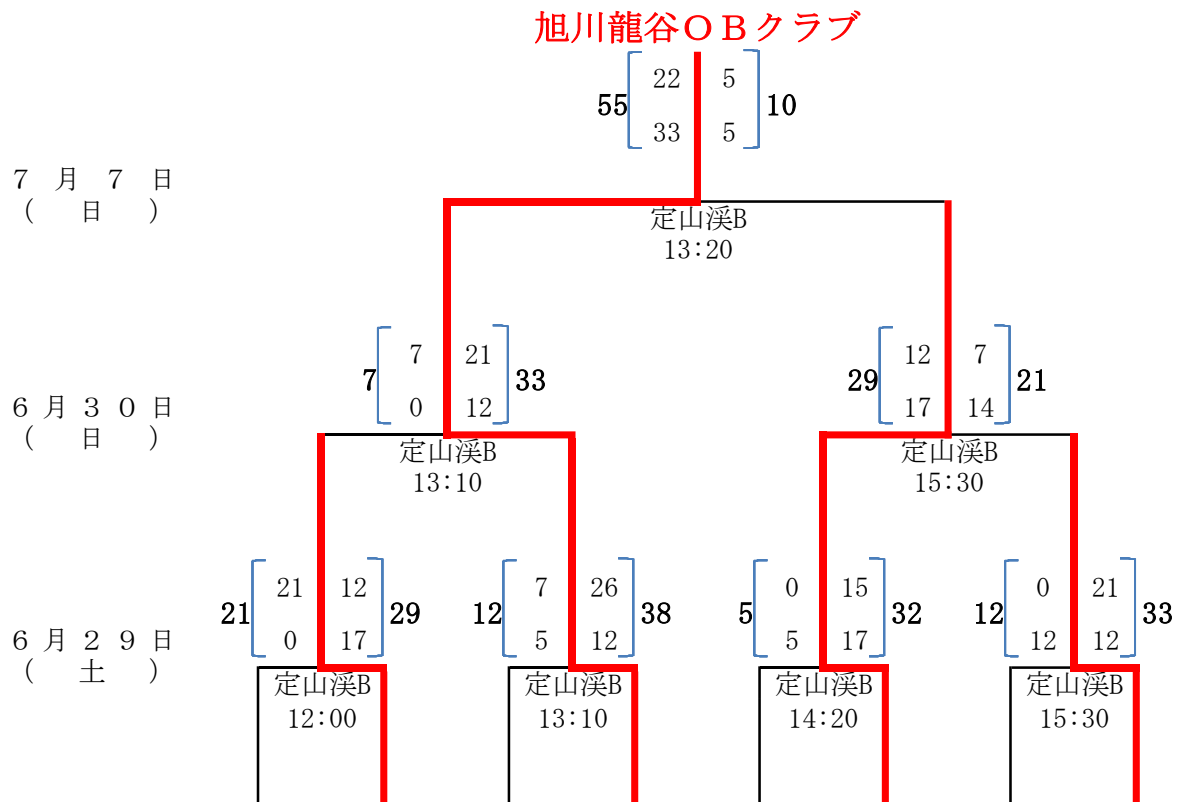 旭川龍谷ＯＢクラブ
55 22 5 10
33 5
７月７日
（日）
定山渓B
13:20
7 7 21 33
0 12
29 12 7 21
17 14
６月３０日
（日）
定山渓B
13:10
定山渓B
15:30
21 21 12 29
0 17
12 7 26 38
5 12
5 0 15 32
5 17
12 0 21 33
12 12
６月２９日
（土）
定山渓B
12:00
定山渓B
13:10
定山渓B
14:20
定山渓B
15:30